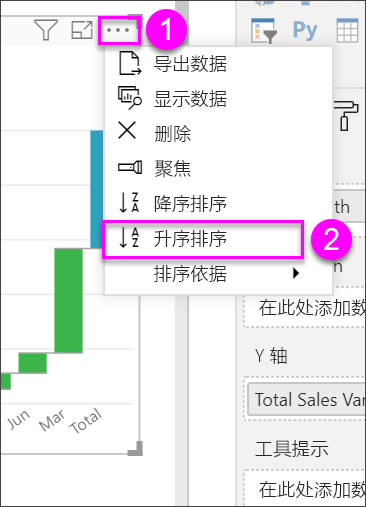 1
Py
导出数据
显示数据
删除
聚焦
降序排序
升序排序
2
排序依据
th
n
在此处添加数
Y 轴
Total Sales Var
工具提示
在此处添加数
Jun
Mar
Total